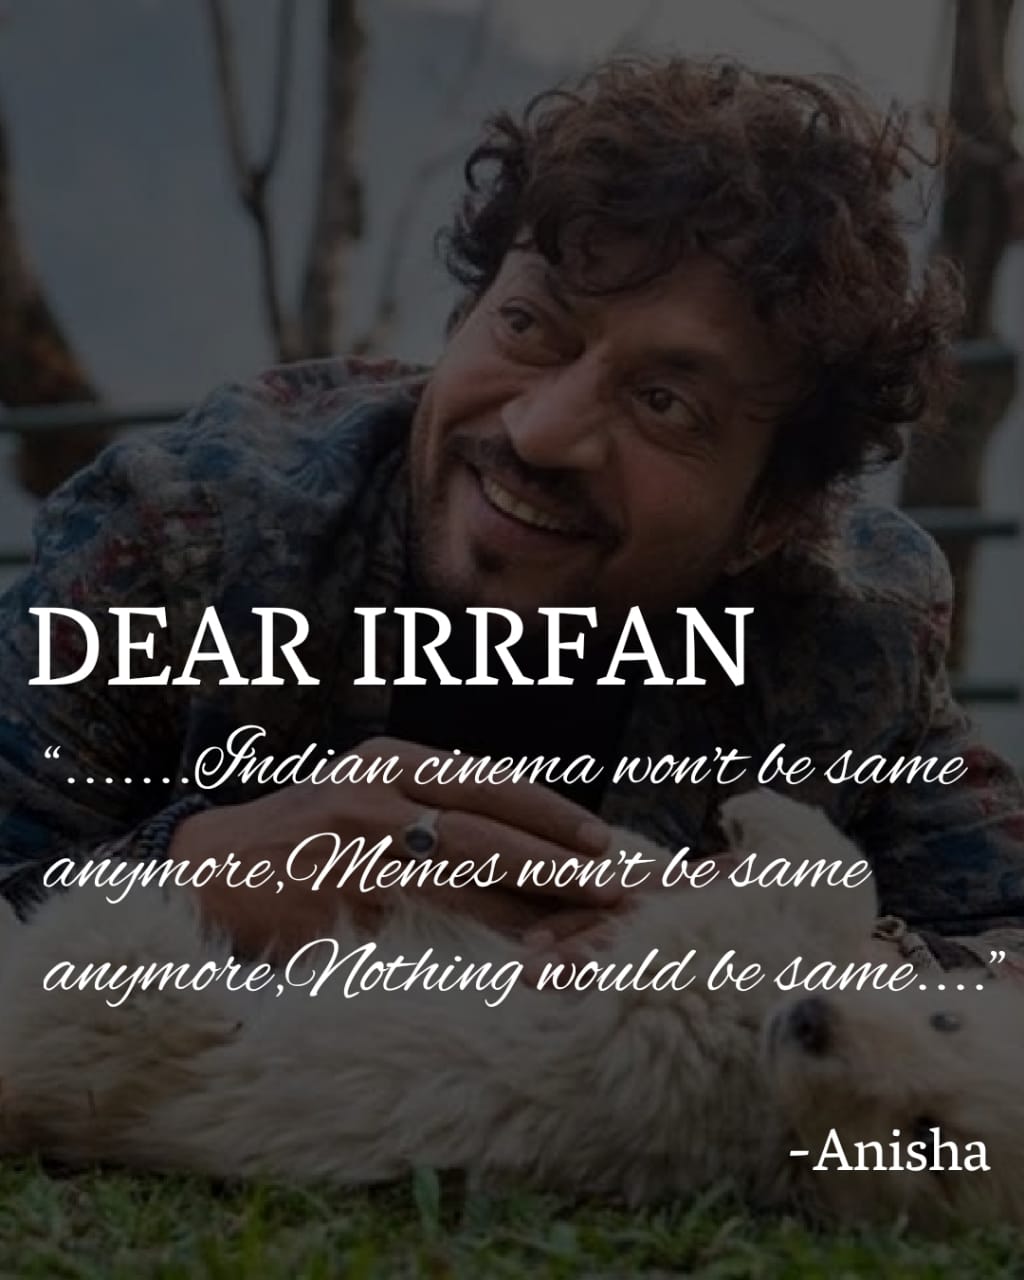 DEAR IRRFAN
“.......Indian cinema won't be same
anymore,Memes won't be same
anymore,Nothing would be same....”
-Anisha